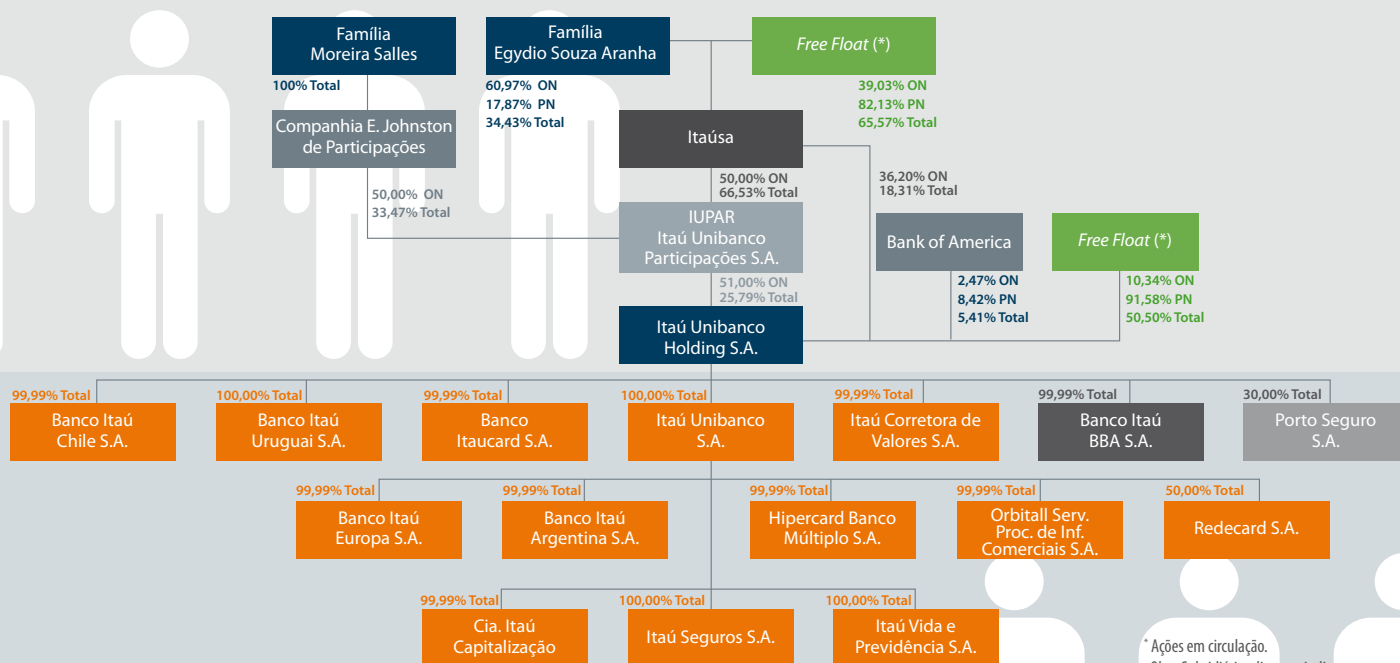 Família
Moreira Salles
Família
Egydio Souza Aranha
Free Float (*)
100% Total
60,97% ON
17,87% PN
34,43% Total
39,03% ON
82,13% PN
65,57% Total
Companhia E. Johnston
de Participações
Itaúsa
50,00% ON
33,47% Total
50,00% ON
66,53% Total
36,20% ON
18,31% Total
IUPAR
Itaú Unibanco
Participações S.A.
Bank of America
Free Float (*)
51,00% ON
25,79% Total
2,47% ON
8,42% PN
5,41% Total
10,34% ON
91,58% PN
50,50% Total
Itaú Unibanco
Holding S.A.
99,99% Total
Banco Itaú
Chile S.A.
100,00% Total
Banco Itaú
Uruguai S.A.
99,99% Total
Banco
Itaucard S.A.
100,00% Total
Itaú Unibanco
S.A.
99,99% Total
Itaú Corretora de
Valores S.A.
99,99% Total
Banco Itaú
BBA S.A.
30,00% Total
Porto Seguro
S.A.
99,99% Total
Banco Itaú
Europa S.A.
99,99% Total
Banco Itaú
Argentina S.A.
99,99% Total
Hipercard Banco
Múltiplo S.A.
99,99% Total
Orbitall Serv.
Proc. de Inf.
Comerciais S.A.
50,00% Total
Redecard S.A.
99,99% Total
Cia. Itaú
Capitalização
100,00% Total
Itaú Seguros S.A.
100,00% Total
Itaú Vida e
Previdência S.A.
* Ações em circulação.